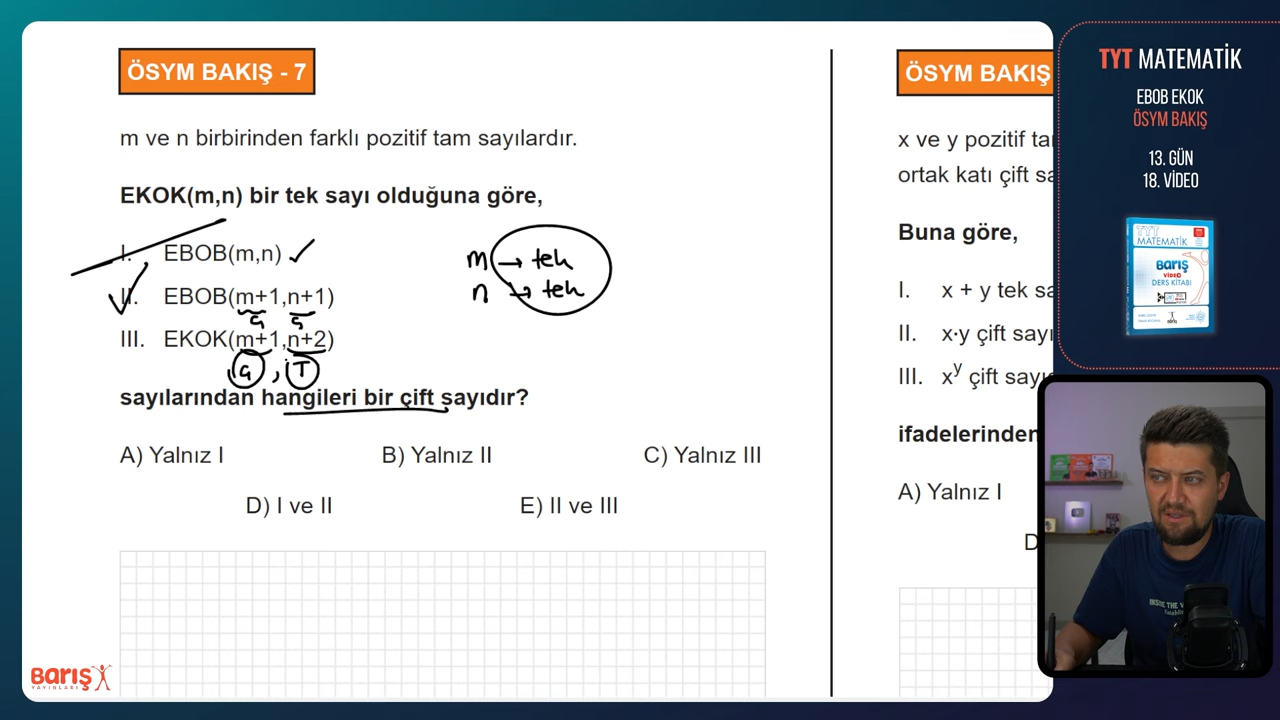 ÖSYM BAKIŞ - 7
m ve n birbirinden farklı pozitif tam sayılardır.
EKOK(m,n) bir tek sayı olduğuna göre,
I. EBOB(m,n)
II. EBOB(m+1,n+1)
Ç Ç
III. EKOK(m+1,n+2)
Ç , T
m → tek
n → tek
sayılarından hangileri bir çift sayıdır?
A) Yalnız I B) Yalnız II C) Yalnız III
D) I ve II E) II ve III
BARIŞ
YAYINLARI
ÖSYM BAKIŞ
x ve y pozitif ta
ortak katı çift sa
Buna göre,
I. x + y tek sa
II. x·y çift sayı
III. x^y çift sayı
ifadelerinden
A) Yalnız I
D
TYT MATEMATİK
EBOB EKOK
ÖSYM BAKIŞ
13. GÜN
18. VİDEO
TYT
MATEMATİK
BARIŞ
VİDEO
DERS KİTABI